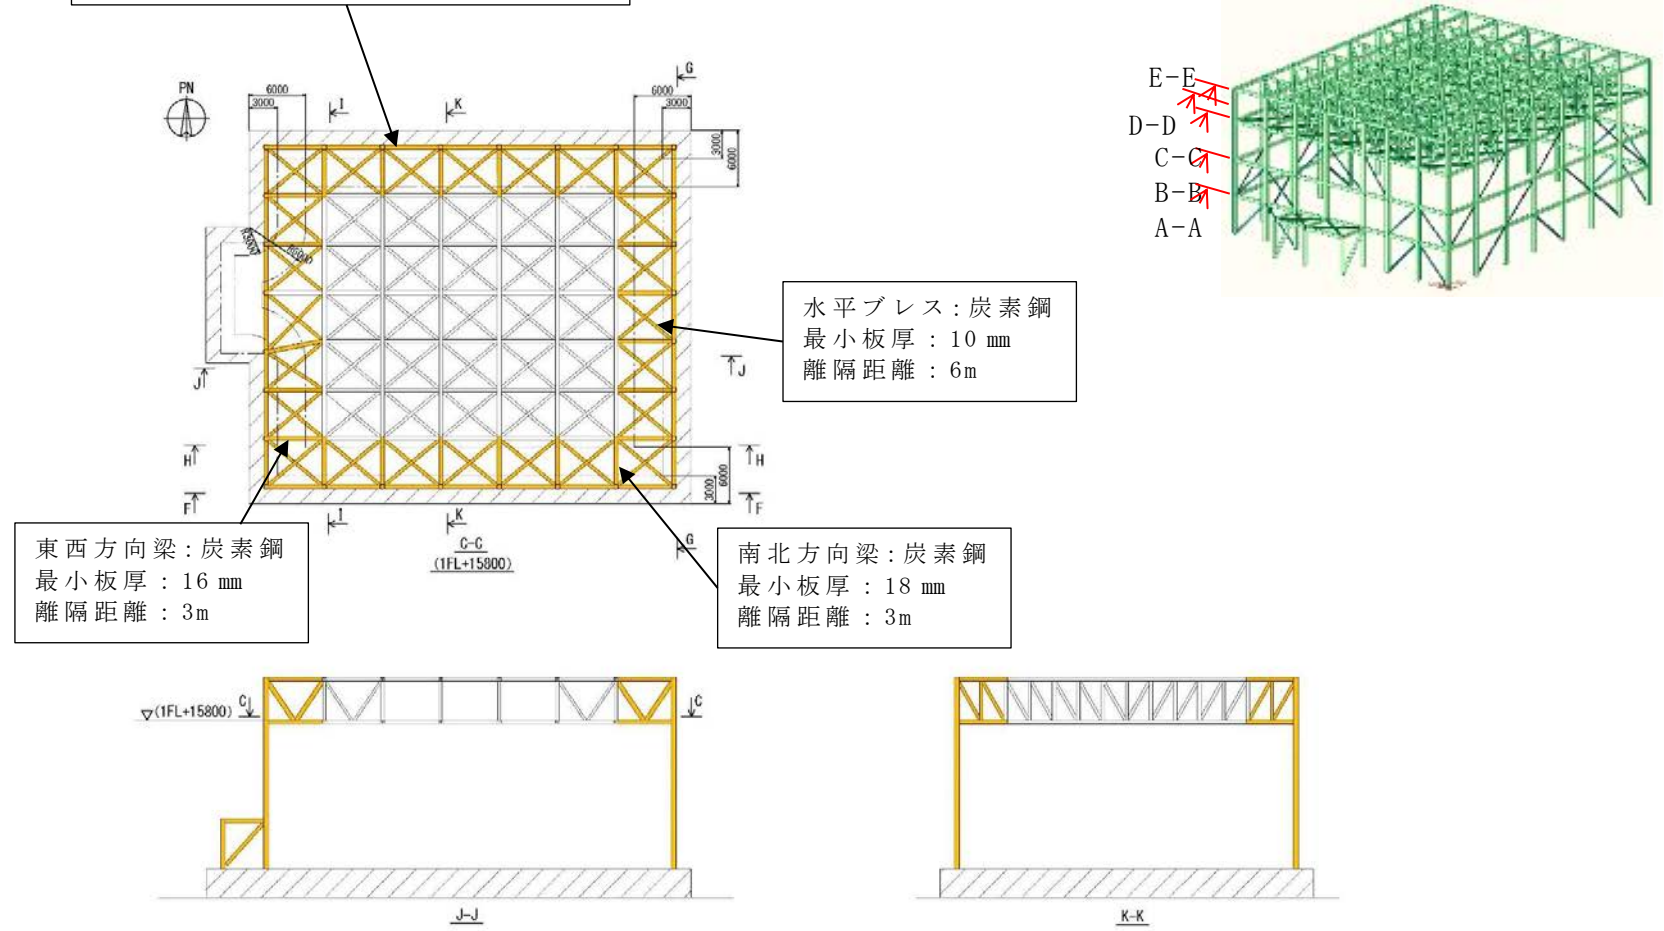 PN
6000
3000
I
K
G
6000
3000
3000
6000
E-E
D-D
C-C
B-B
A-A
水平ブレス:炭素鋼
最小板厚:10 mm
離隔距離:6m
J
J
H
H
F
F
3000
6000
I
K
G
C-C
(1FL+15800)
東西方向梁:炭素鋼
最小板厚:16 mm
離隔距離:3m
南北方向梁:炭素鋼
最小板厚:18 mm
離隔距離:3m
▽(1FL+15800)
C
C
J-J
K-K